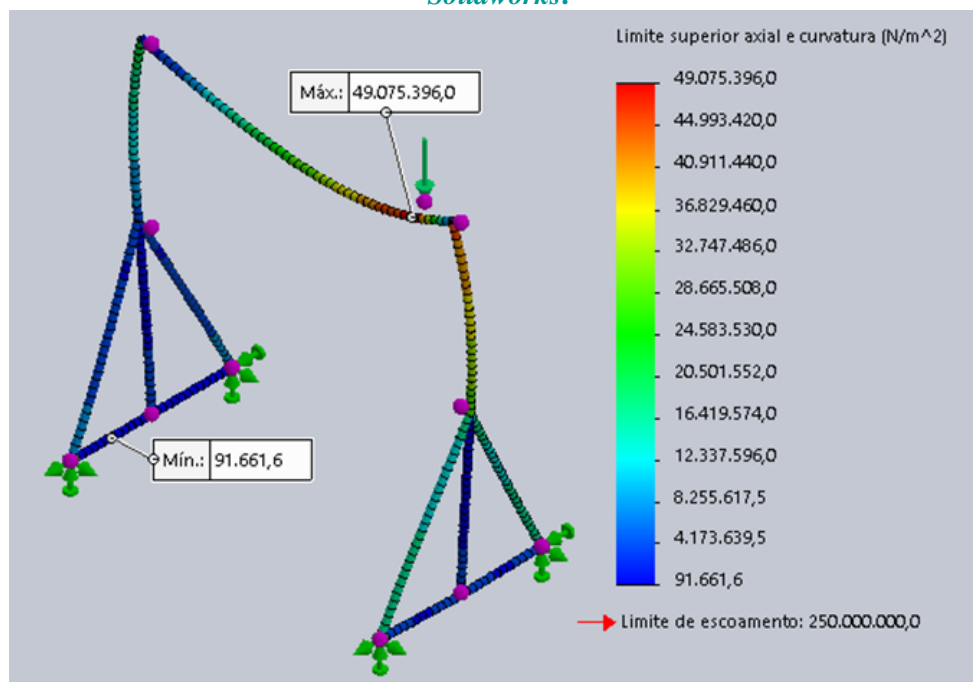 Solidworks.
Limite superior axial e curvatura (N/m^2)
Máx.: 49.075.396,0
49.075.396,0
44.993.420,0
40.911.440,0
36.829.460,0
32.747.486,0
28.665.508,0
24.583.530,0
20.501.552,0
16.419.574,0
12.337.596,0
8.255.617,5
4.173.639,5
91.661,6
Mín.: 91.661,6
Limite de escoamento: 250.000.000,0